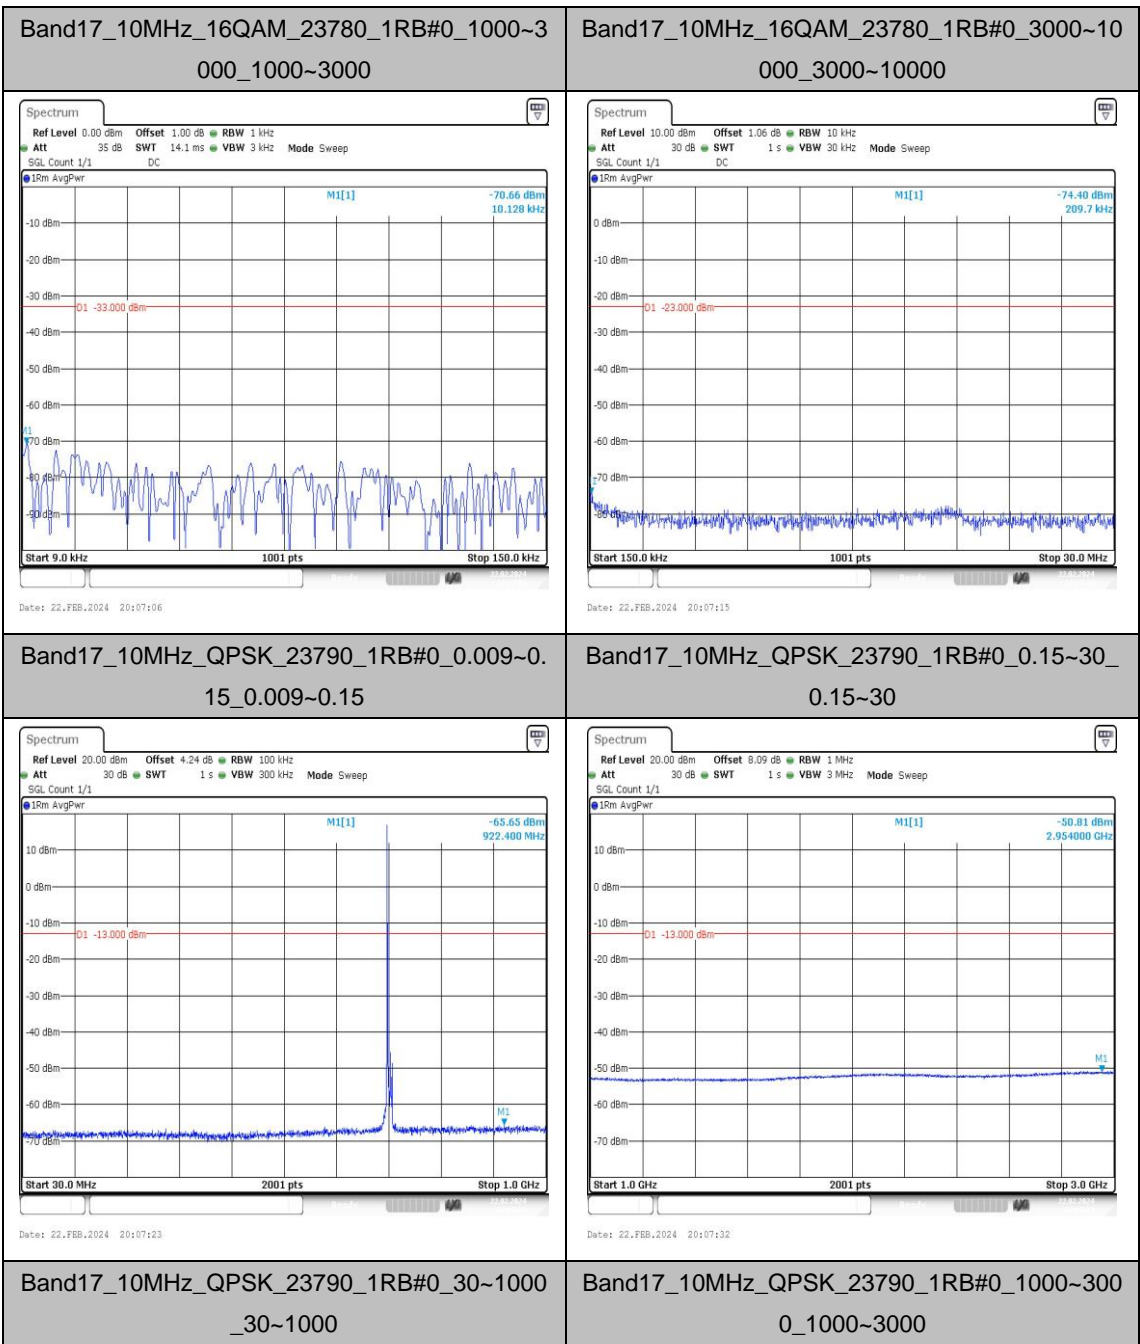 Band17_10MHz_16QAM_23780_1RB#0_1000~3
000_1000~3000
Band17_10MHz_16QAM_23780_1RB#0_3000~10
000_3000~10000
Spectrum
Ref Level 0.00 dBm Offset 1.00 dB RBW 1 kHz
Att 35 dB SWT 14.1 ms VBW 3 kHz Mode Sweep
SGL Count 1/1 DC
1Rm AvgPwr
M1[1] -70.66 dBm
10.128 kHz
-10 dBm
-20 dBm
-30 dBm
D1 -33.000 dBm
-40 dBm
-50 dBm
-60 dBm
M1
-70 dBm
-80 dBm
-90 dBm
Start 9.0 kHz 1001 pts Stop 150.0 kHz
Date: 22.FEB.2024 20:07:06
Spectrum
Ref Level 10.00 dBm Offset 1.06 dB RBW 10 kHz
Att 30 dB SWT 1 s VBW 30 kHz Mode Sweep
SGL Count 1/1 DC
1Rm AvgPwr
M1[1] -74.40 dBm
209.7 kHz
0 dBm
-10 dBm
-20 dBm
D1 -23.000 dBm
-30 dBm
-40 dBm
-50 dBm
-60 dBm
-70 dBm
Start 150.0 kHz 1001 pts Stop 30.0 MHz
Date: 22.FEB.2024 20:07:15
Band17_10MHz_QPSK_23790_1RB#0_0.009~0.
15_0.009~0.15
Band17_10MHz_QPSK_23790_1RB#0_0.15~30_
0.15~30
Spectrum
Ref Level 20.00 dBm Offset 4.24 dB RBW 100 kHz
Att 30 dB SWT 1 s VBW 300 kHz Mode Sweep
SGL Count 1/1
1Rm AvgPwr
M1[1] -65.65 dBm
922.400 MHz
10 dBm
0 dBm
-10 dBm
D1 -13.000 dBm
-20 dBm
-30 dBm
-40 dBm
-50 dBm
-60 dBm
M1
-70 dBm
Start 30.0 MHz 2001 pts Stop 1.0 GHz
Date: 22.FEB.2024 20:07:23
Spectrum
Ref Level 20.00 dBm Offset 8.09 dB RBW 1 MHz
Att 30 dB SWT 1 s VBW 3 MHz Mode Sweep
SGL Count 1/1
1Rm AvgPwr
M1[1] -50.81 dBm
2.954000 GHz
10 dBm
0 dBm
-10 dBm
D1 -13.000 dBm
-20 dBm
-30 dBm
-40 dBm
M1
-50 dBm
-60 dBm
-70 dBm
Start 1.0 GHz 2001 pts Stop 3.0 GHz
Date: 22.FEB.2024 20:07:32
Band17_10MHz_QPSK_23790_1RB#0_30~1000
_30~1000
Band17_10MHz_QPSK_23790_1RB#0_1000~300
0_1000~3000